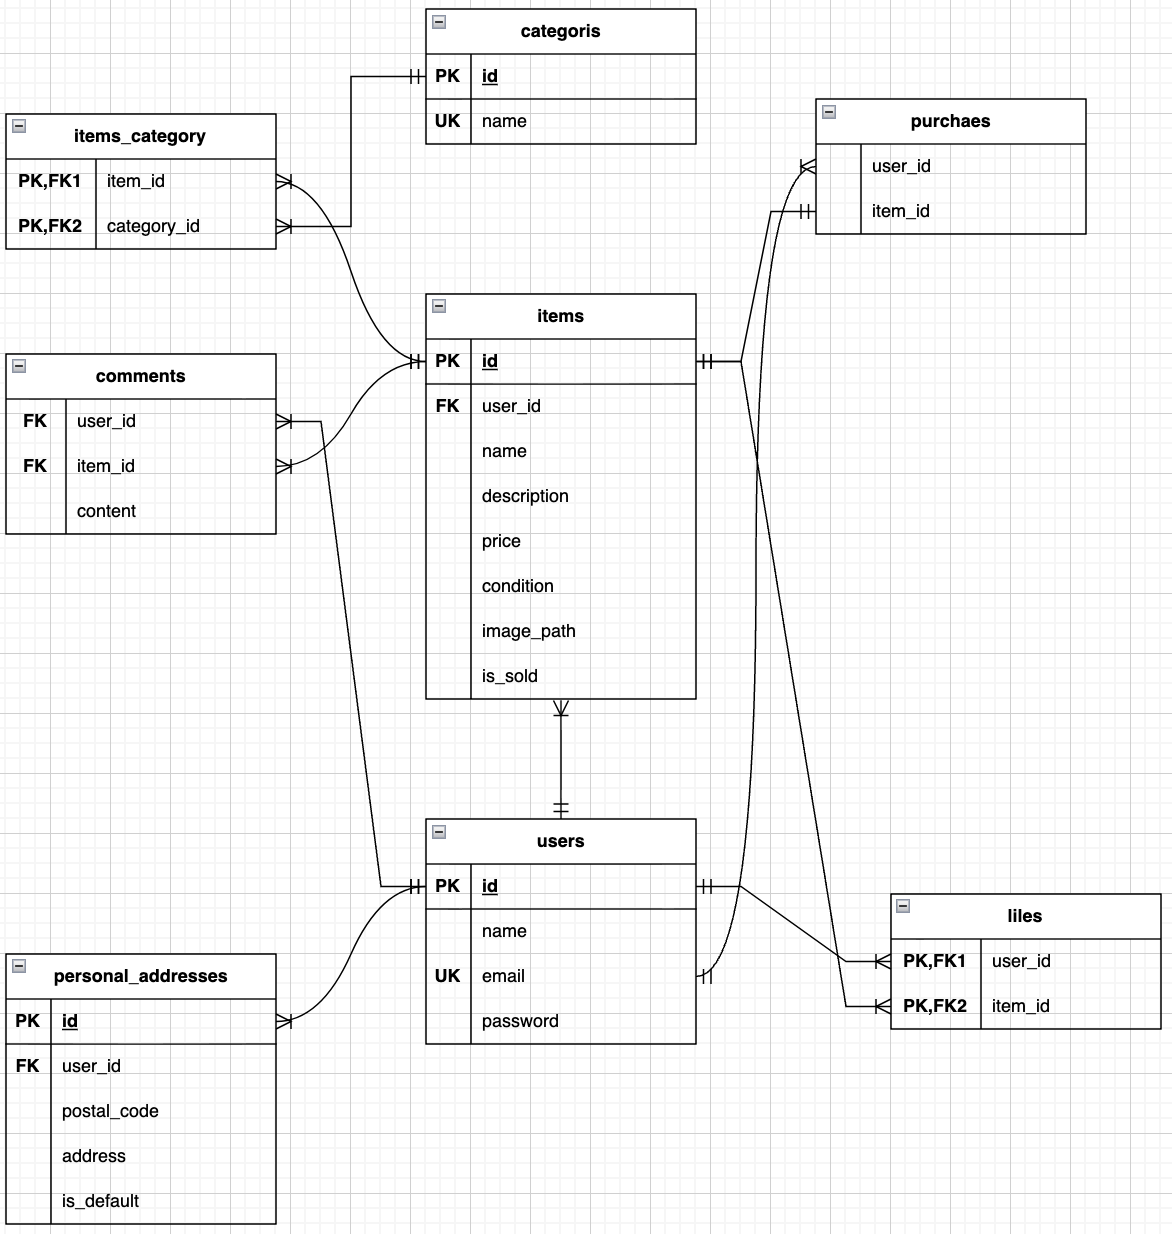 categoris
PK id
UK name
items_category
PK,FK1 item_id
PK,FK2 category_id
purchaes
user_id
item_id
items
PK id
FK user_id
name
description
price
condition
image_path
is_sold
comments
FK user_id
FK item_id
content
users
PK id
name
UK email
password
liles
PK,FK1 user_id
PK,FK2 item_id
personal_addresses
PK id
FK user_id
postal_code
address
is_default